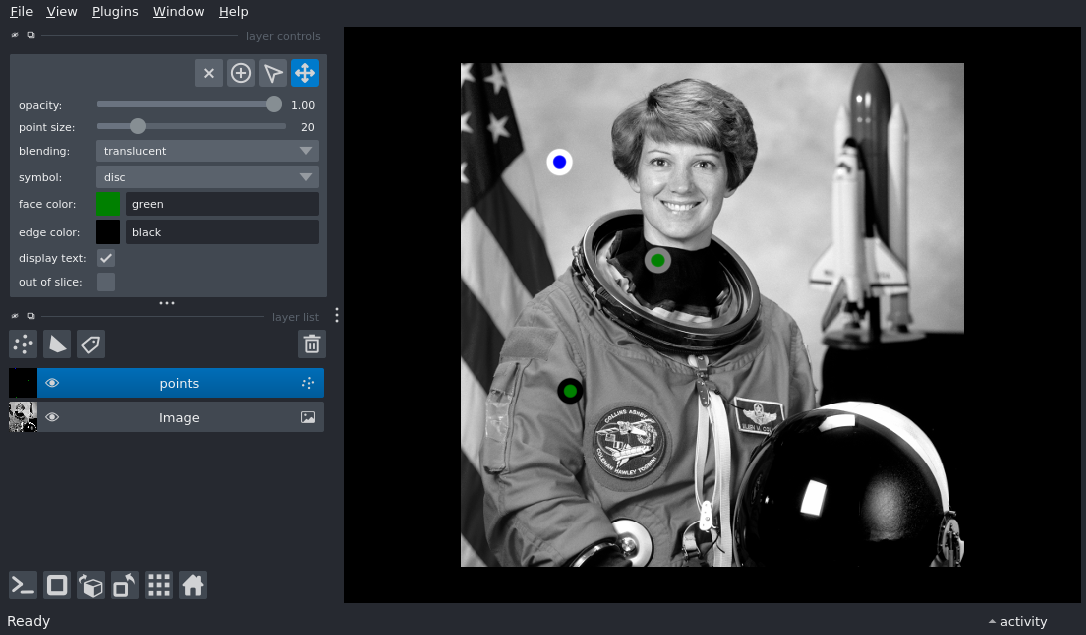 File View Plugins Window Help
layer controls
opacity: 1.00
point size: 20
blending: translucent
symbol: disc
face color: green
edge color: black
display text:
out of slice:
layer list
points
Image
COLLINS ASHBY
COLEMAN HAWLEY TOGNINI
Ready
activity